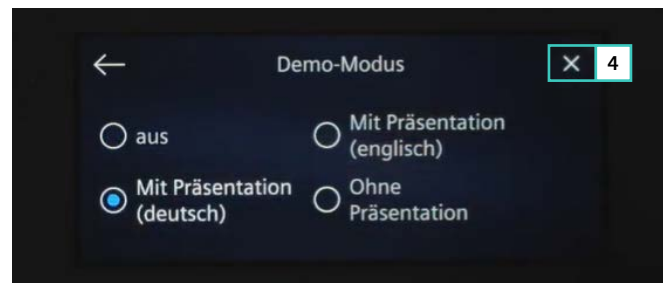 Demo-Modus
4
aus
Mit Präsentation
(englisch)
Mit Präsentation
(deutsch)
Ohne
Präsentation